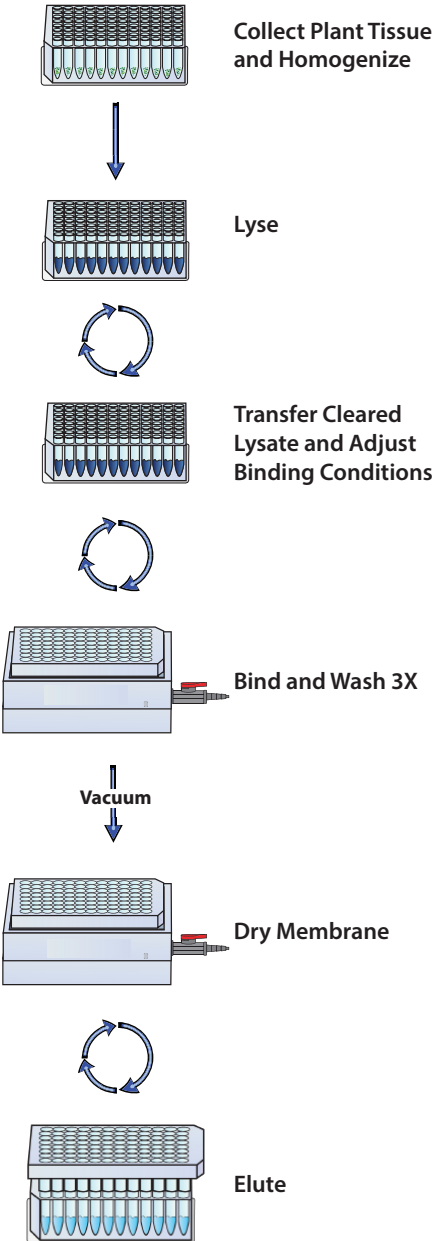 Collect Plant Tissue
and Homogenize
Lyse
Transfer Cleared
Lysate and Adjust
Binding Conditions
Bind and Wash 3X
Vacuum
Dry Membrane
Elute